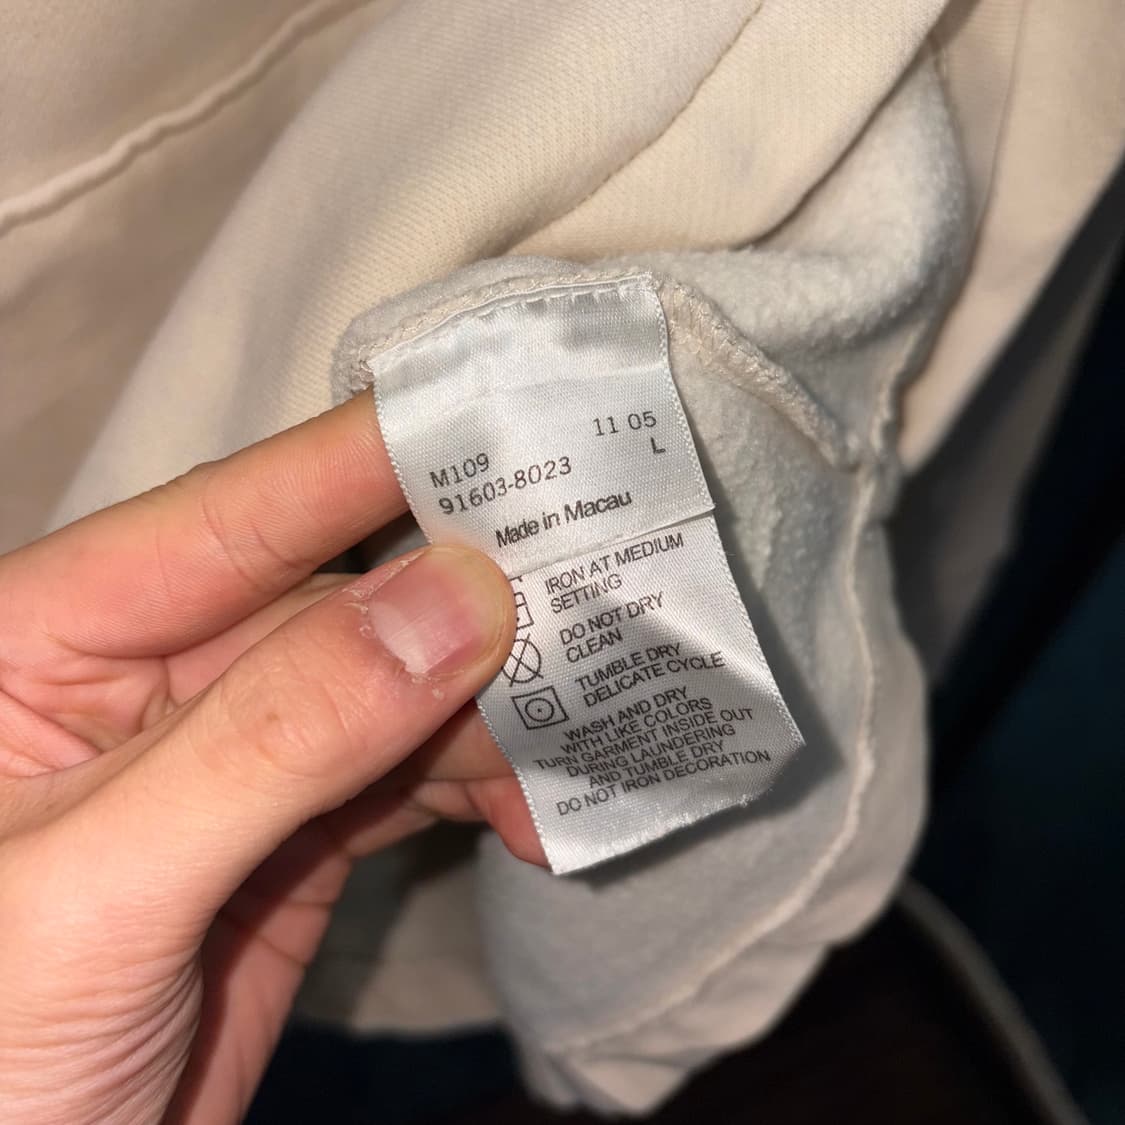 11 05
L
M109
91603-8023
Made in Macau
IRON AT MEDIUM
SETTING
DO NOT DRY
CLEAN
TUMBLE DRY
DELICATE CYCLE
WASH AND DRY
WITH LIKE COLORS
TURN GARMENT INSIDE OUT
DURING LAUNDERING
AND TUMBLE DRY
DO NOT IRON DECORATION